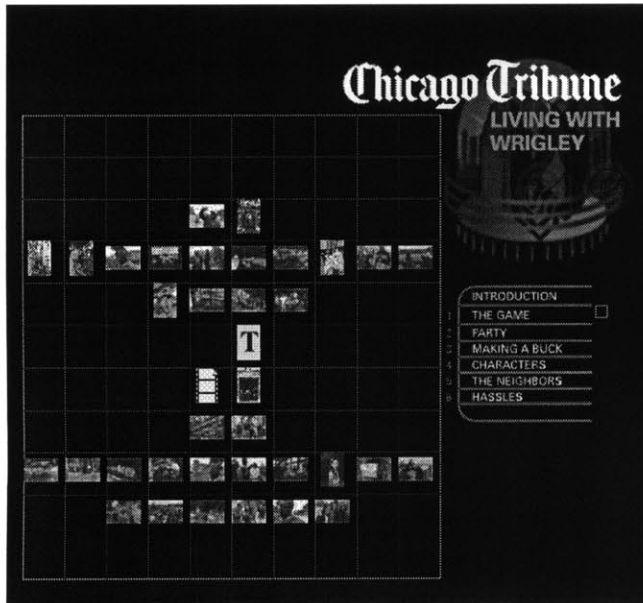 Chicago Tribune
LIVING WITH
WRIGLEY
INTRODUCTION
1 THE GAME
2 PARTY
3 MAKING A BUCK
4 CHARACTERS
5 THE NEIGHBORS
6 HASSLES
T